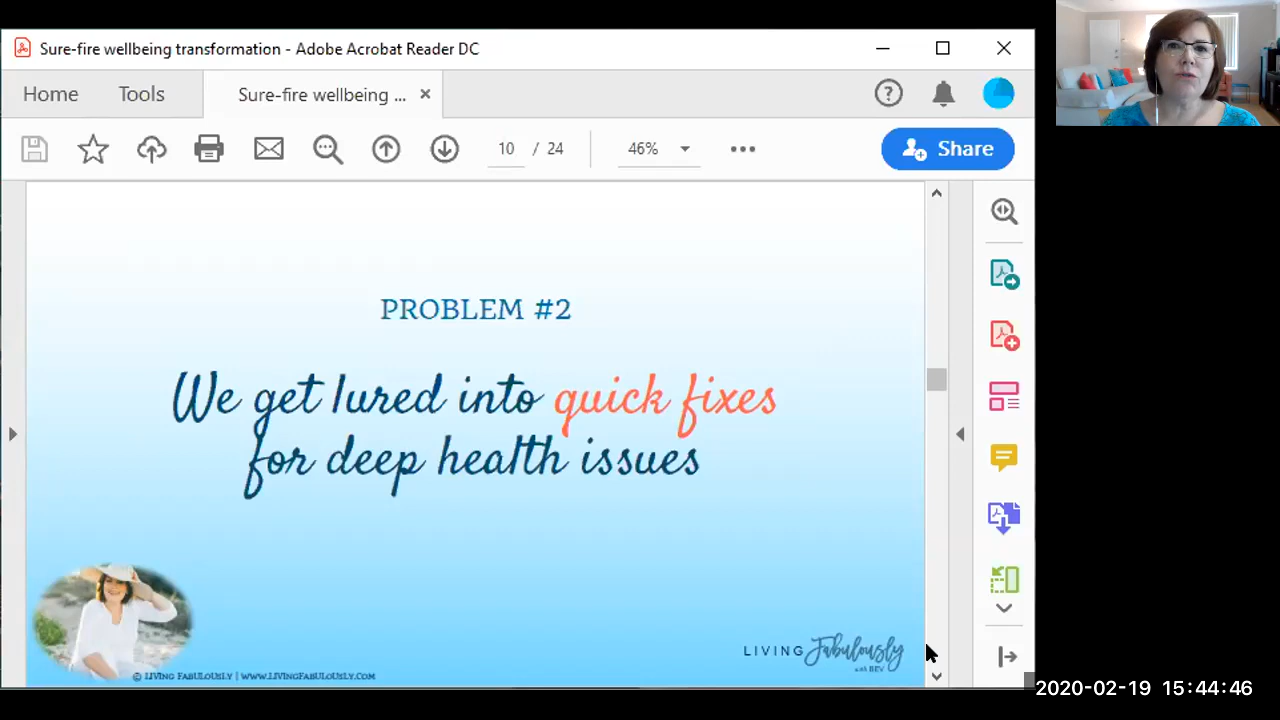 Sure-fire wellbeing transformation - Adobe Acrobat Reader DC
Home Tools Sure-fire wellbeing ...
10 / 24 46% Share
PROBLEM #2
We get lured into quick fixes
for deep health issues
LIVING Fabulously
with BEV
© LIVING FABULOUSLY | WWW.LIVINGFABULOUSLY.COM
2020-02-19 15:44:46